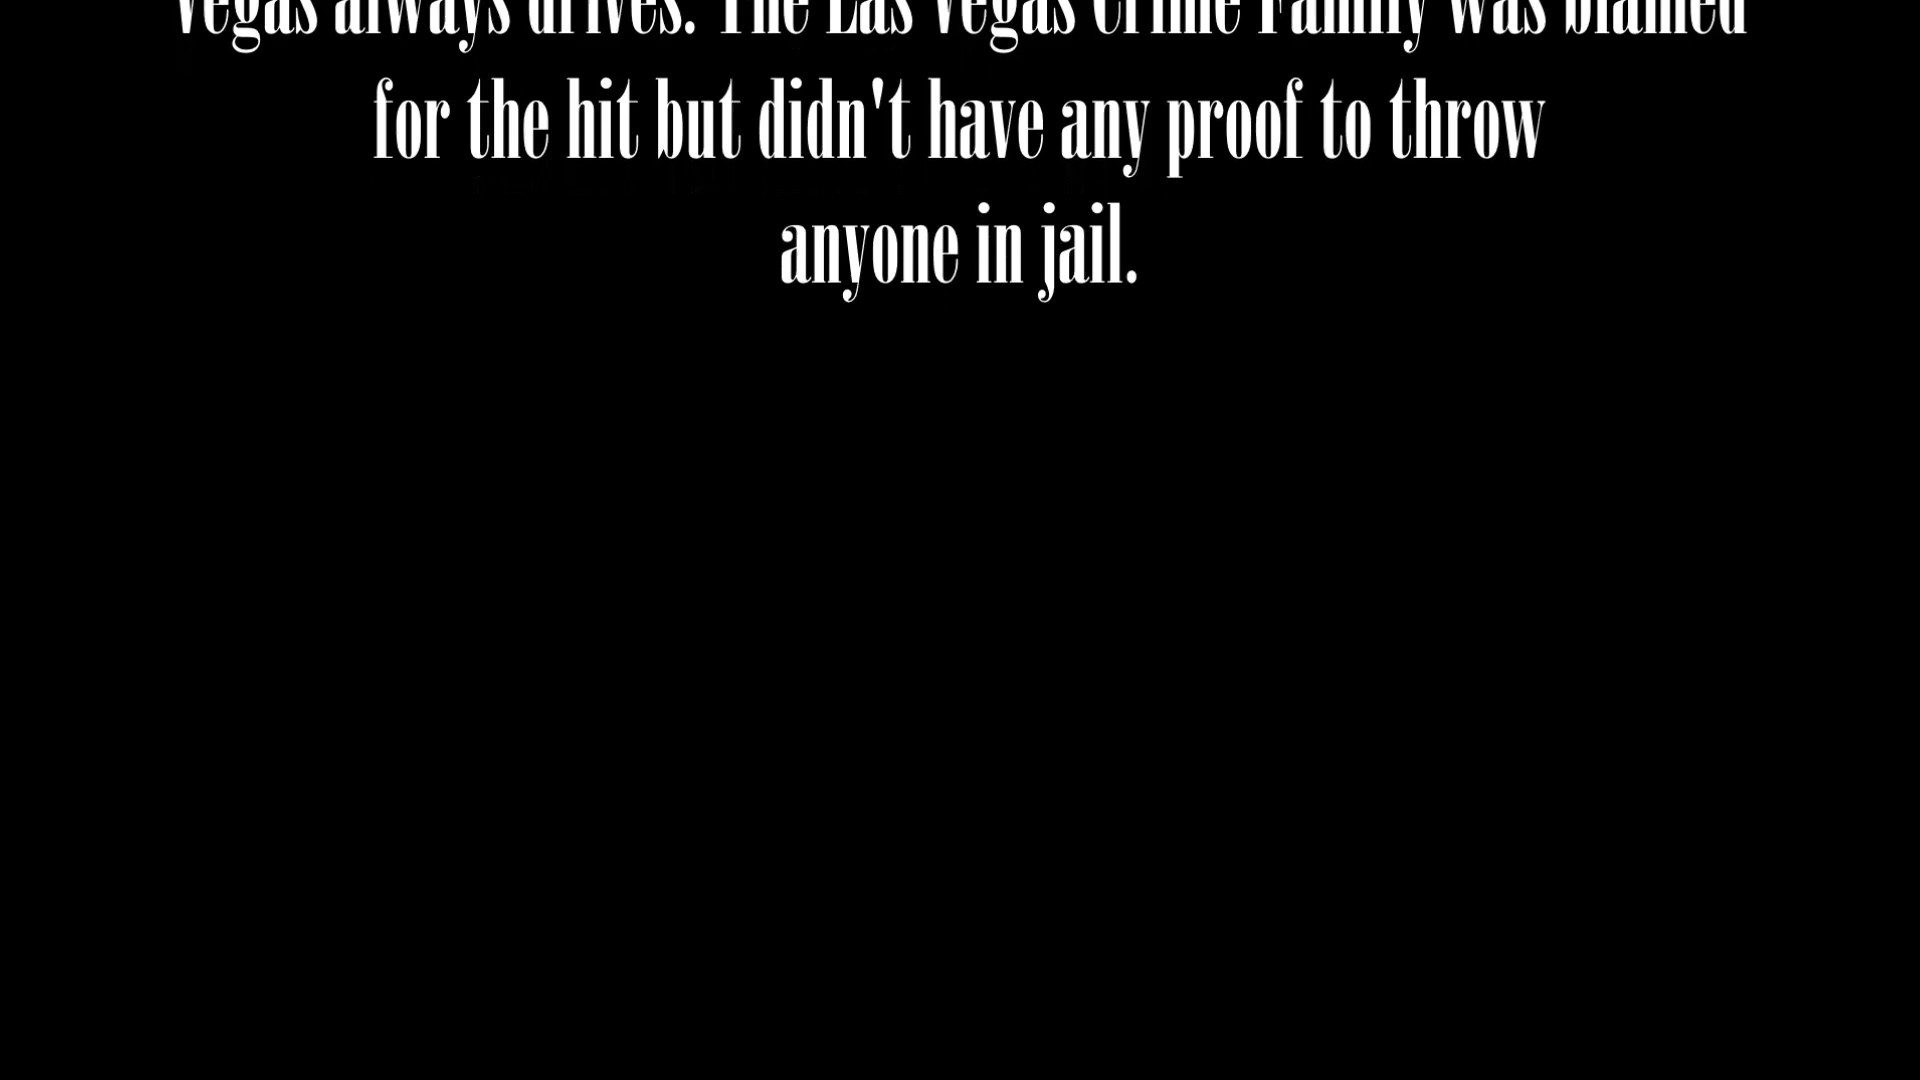 Vegas always drives. The Las Vegas Crime Family was blamed
for the hit but didn't have any proof to throw
anyone in jail.